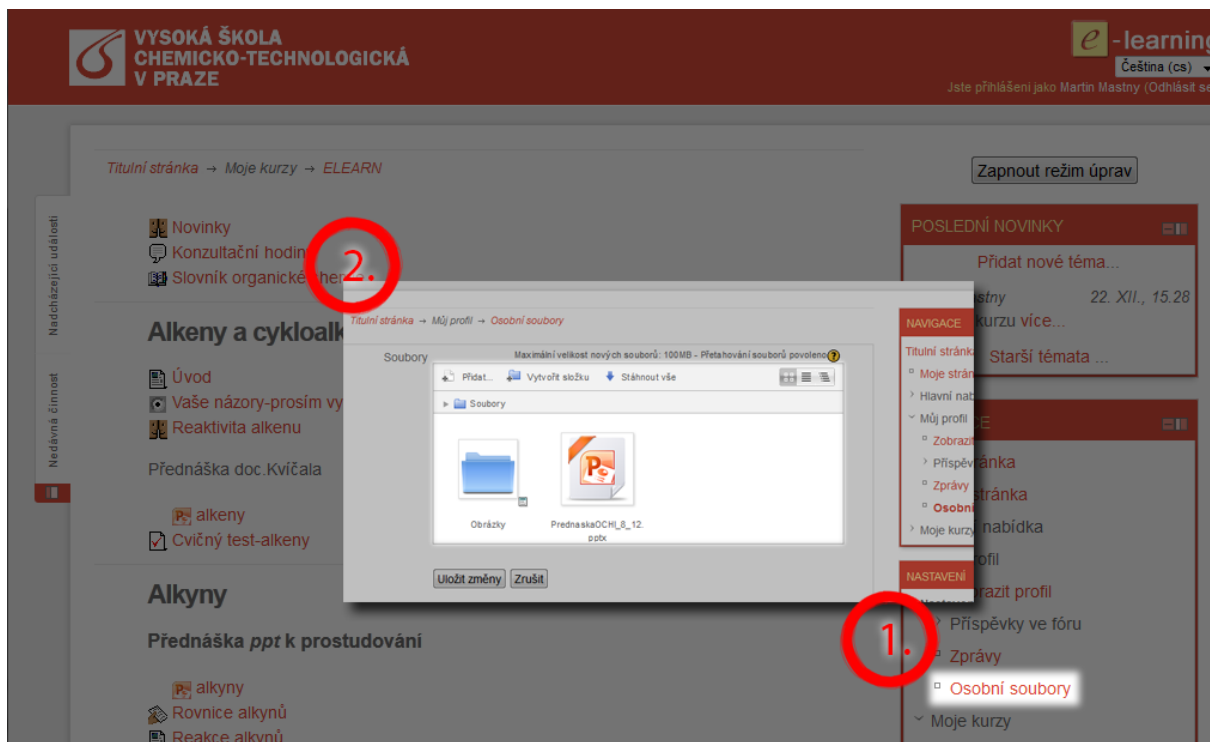 VYSOKÁ ŠKOLA
CHEMICKO-TECHNOLOGICKÁ
V PRAZE
e - learning
Čeština (cs)
Jste přihlášeni jako Martin Mastny (Odhlásit se
Titulní stránka → Moje kurzy → ELEARN
Zapnout režim úprav
Nadcházející události
Nedávná činnost
Novinky
Konzultační hodiny
Slovník organické chemie
2.
Alkeny a cykloalk
Úvod
Vaše názory-prosím vy
Reaktivita alkenu
Přednáška doc.Kvíčala
alkeny
Cvičný test-alkeny
Alkyny
Přednáška ppt k prostudování
alkyny
Rovnice alkynů
Reakce alkynů
Titulní stránka → Můj profil → Osobní soubory
Soubory
Maximální velikost nových souborů: 100MB - Přetahování souborů povoleno
Přidat... Vytvořit složku Stáhnout vše
Soubory
Obrázky
PrednaskaOCHI_8_12.
pptx
Uložit změny Zrušit
NAVIGACE
Titulní stránk
Moje strán
Hlavní nab
Můj profil
Zobrazit
Příspěv
Zprávy
Osobní
Moje kurzy
NASTAVENÍ
POSLEDNÍ NOVINKY
Přidat nové téma...
stny 22. XII., 15.28
kurzu více...
Starší témata ...
CE
ránka
stránka
nabídka
ofil
razit profil
1.
Příspěvky ve fóru
Zprávy
Osobní soubory
Moje kurzy